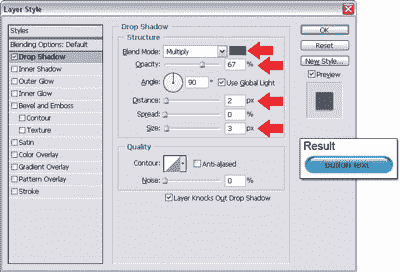 Layer Style
Styles
Blending Options: Default
Drop Shadow
Inner Shadow
Outer Glow
Inner Glow
Bevel and Emboss
Contour
Texture
Satin
Color Overlay
Gradient Overlay
Pattern Overlay
Stroke
Drop Shadow
Structure
Blend Mode: Multiply
Opacity: 67 %
Angle: 90 ° Use Global Light
Distance: 2 px
Spread: 0 %
Size: 3 px
Quality
Contour: Anti-aliased
Noise: 0 %
Layer Knocks Out Drop Shadow
OK
Reset
New Style...
Preview
Result
button text